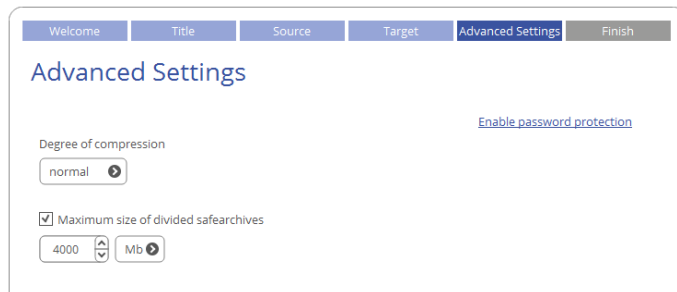 Welcome Title Source Target Advanced Settings Finish
Advanced Settings
Enable password protection
Degree of compression
normal
Maximum size of divided safearchives
4000 Mb